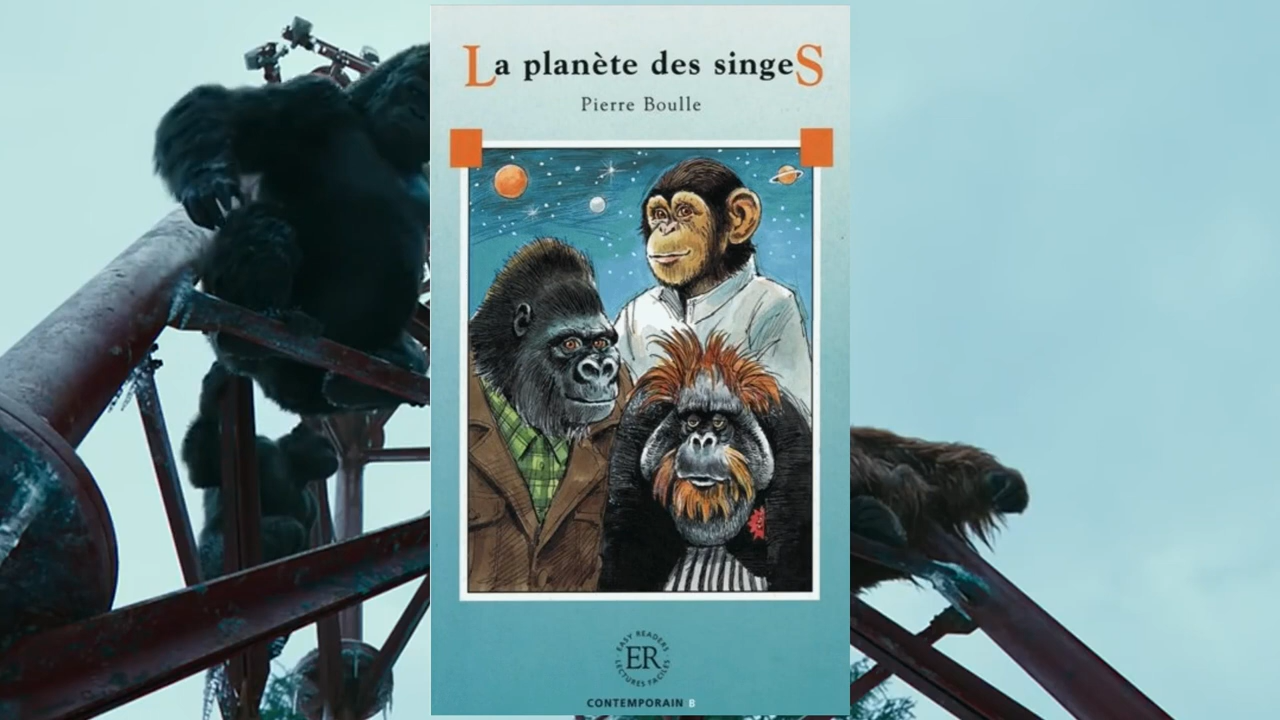 La planète des singeS
Pierre Boulle
EASY READERS
ER
LECTURES FACILES
CONTEMPORAIN B